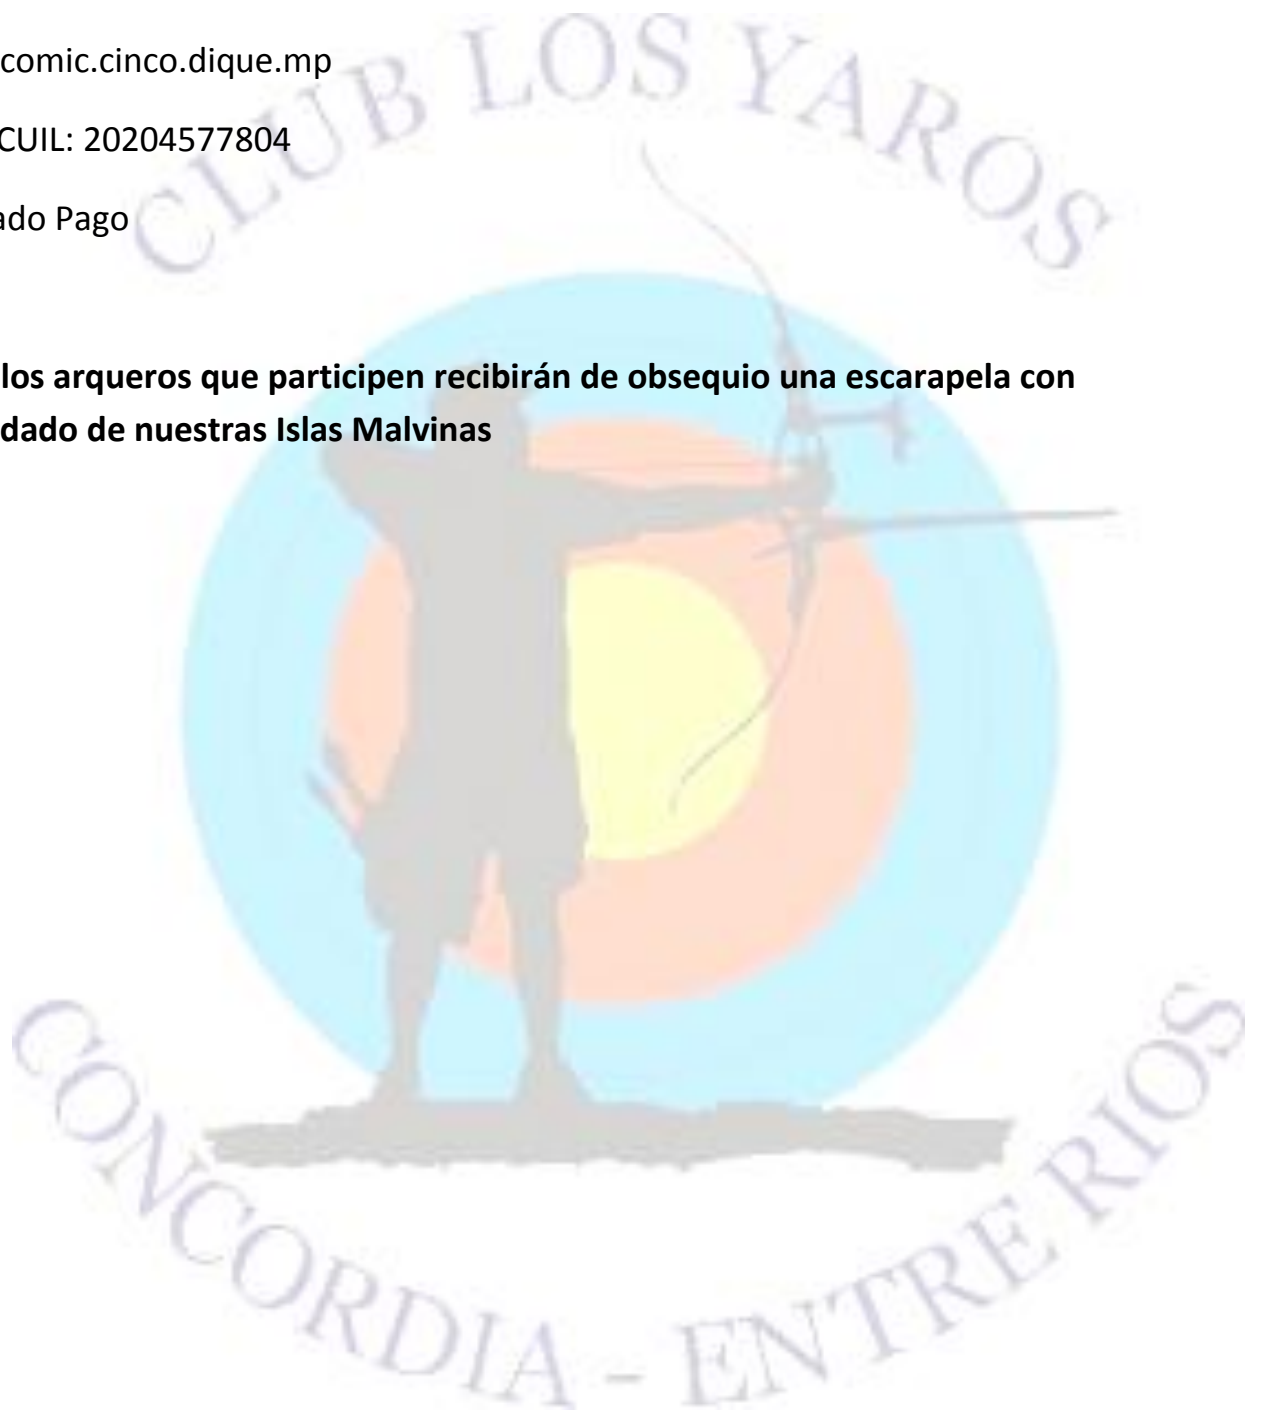 CLUB LOS YAROS
comic.cinco.dique.mp
CUIL: 20204577804
ado Pago
los arqueros que participen recibirán de obsequio una escarapela con
dado de nuestras Islas Malvinas
CONCORDIA - ENTRE RIOS